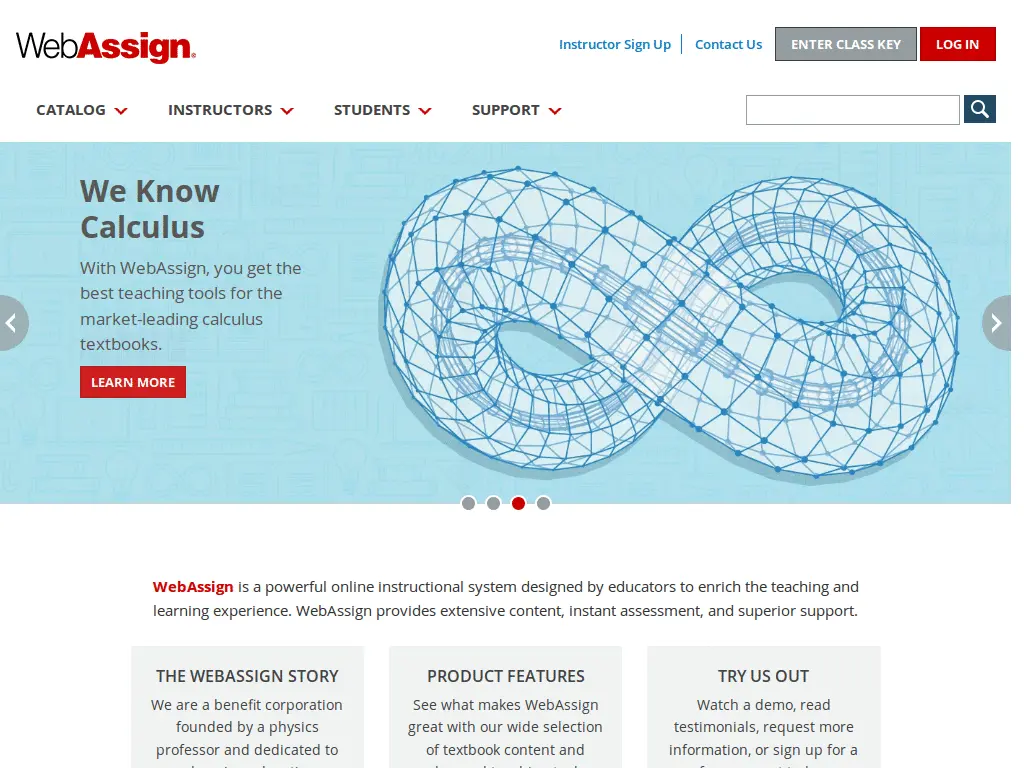 WebAssign
Instructor Sign Up
Contact Us
ENTER CLASS KEY
LOG IN
CATALOG
INSTRUCTORS
STUDENTS
SUPPORT
We Know
Calculus
With WebAssign, you get the
best teaching tools for the
market-leading calculus
textbooks.
LEARN MORE
WebAssign is a powerful online instructional system designed by educators to enrich the teaching and
learning experience. WebAssign provides extensive content, instant assessment, and superior support.
THE WEBASSIGN STORY
We are a benefit corporation
founded by a physics
professor and dedicated to
PRODUCT FEATURES
See what makes WebAssign
great with our wide selection
of textbook content and
TRY US OUT
Watch a demo, read
testimonials, request more
information, or sign up for a